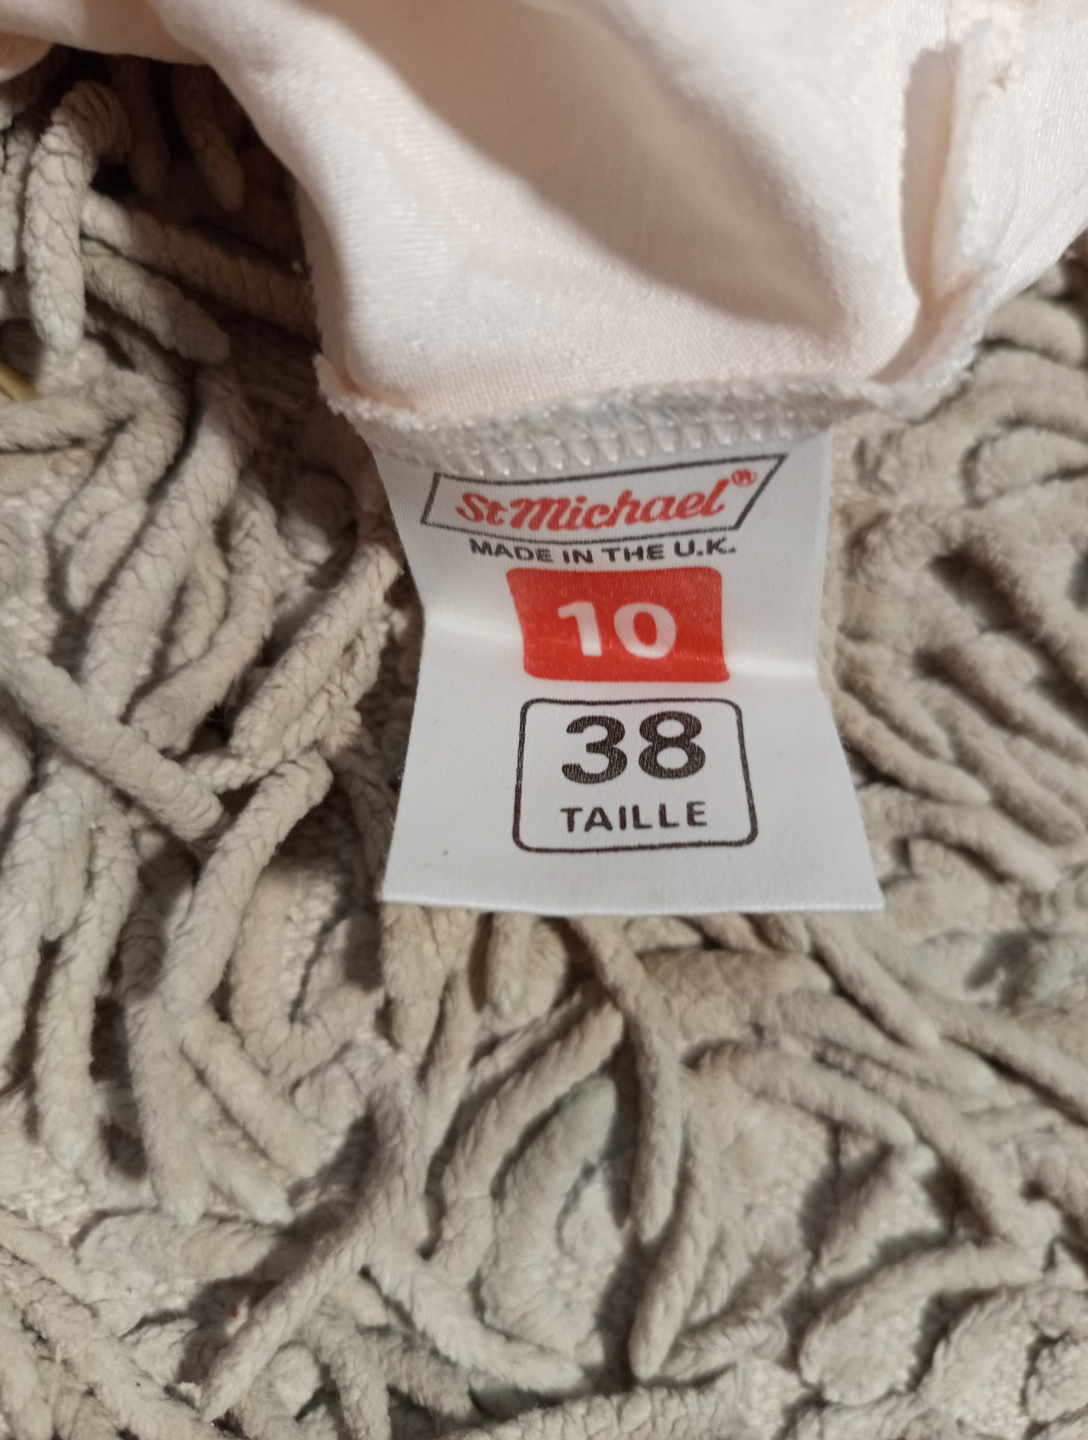 St Michael®
MADE IN THE U.K.
10
38
TAILLE